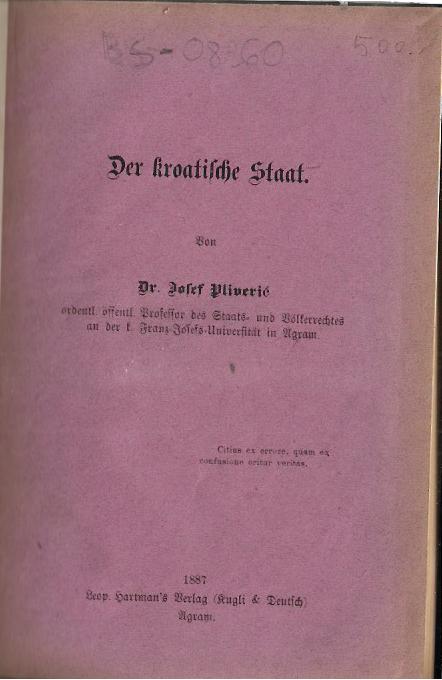 BS-08360
500.
Der kroatische Staat.
Von
Dr. Josef Pliverić
ordentl. öffentl. Professor des Staats- und Völkerrechtes
an der k. Franz-Josefs-Universität in Agram.
Citius ex errore, quam ex
confusione oritur veritas.
1887
Leop. Hartman's Verlag (Kugli & Deutsch)
Agram.